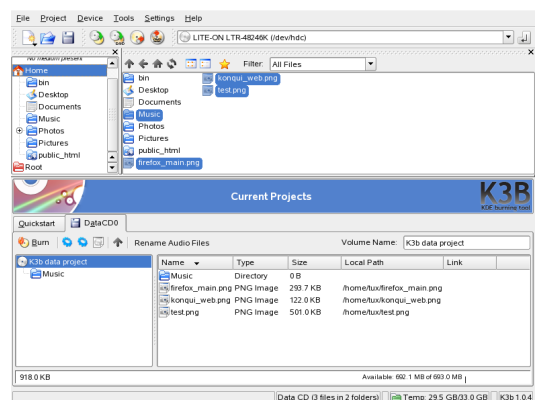 File Project Device Tools Settings Help
LITE-ON LTR-48246K (/dev/hdc)
No medium present
Filter: All Files
Home
bin
Desktop
Documents
Music
Photos
Pictures
public_html
Root
bin
Desktop
Documents
Music
Photos
Pictures
public_html
firefox_main.png
konqui_web.png
test.png
Current Projects
K3B
KDE burning tool
Quickstart DataCD0
Burn Rename Audio Files Volume Name: K3b data project
K3b data project
Music
Name Type Size Local Path Link
Music Directory 0 B
firefox_main.png PNG Image 293.7 KB /home/tux/firefox_main.png
konqui_web.png PNG Image 122.0 KB /home/tux/konqui_web.png
test.png PNG Image 501.0 KB /home/tux/test.png
918.0 KB Available: 692.1 MB of 693.0 MB
Data CD (3 files in 2 folders) Temp: 29.5 GB/33.0 GB K3b 1.0.4